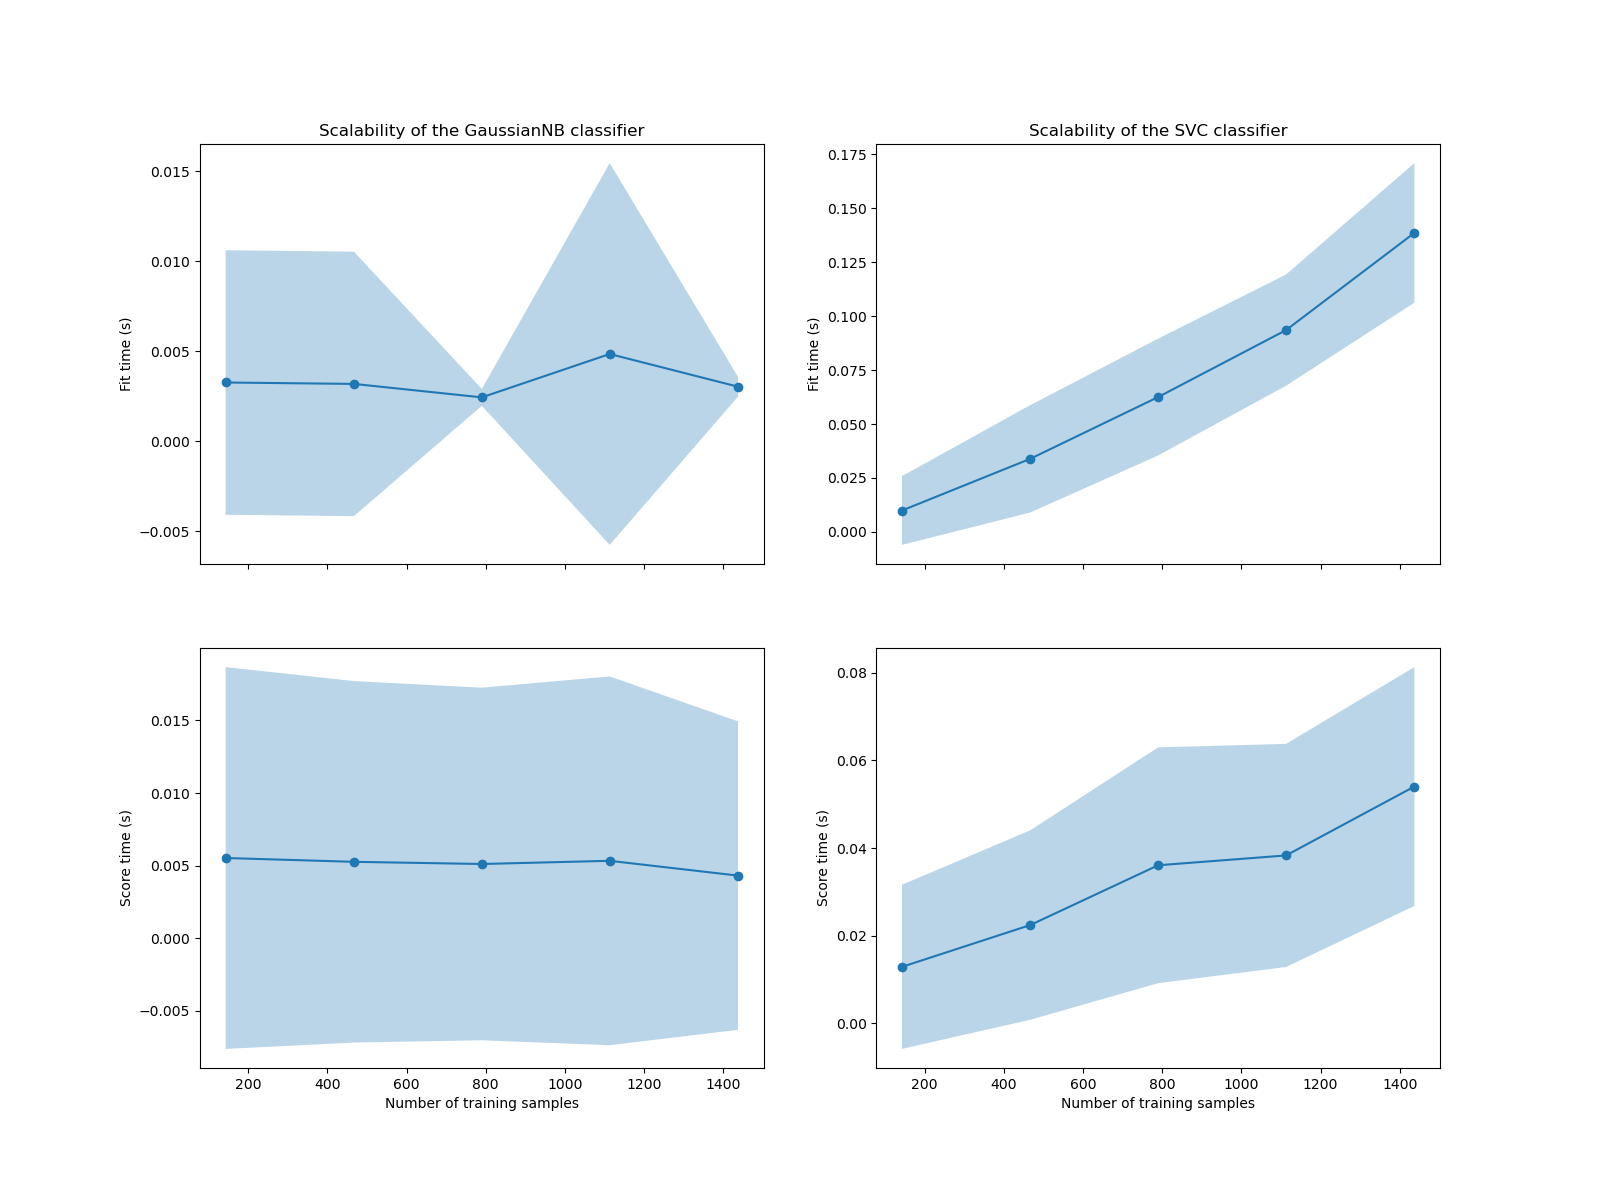 Scalability of the GaussianNB classifier
Fit time (s)
0.015
0.010
0.005
0.000
−0.005
Scalability of the SVC classifier
Fit time (s)
0.175
0.150
0.125
0.100
0.075
0.050
0.025
0.000
Score time (s)
0.015
0.010
0.005
0.000
−0.005
200 400 600 800 1000 1200 1400
Number of training samples
Score time (s)
0.08
0.06
0.04
0.02
0.00
200 400 600 800 1000 1200 1400
Number of training samples